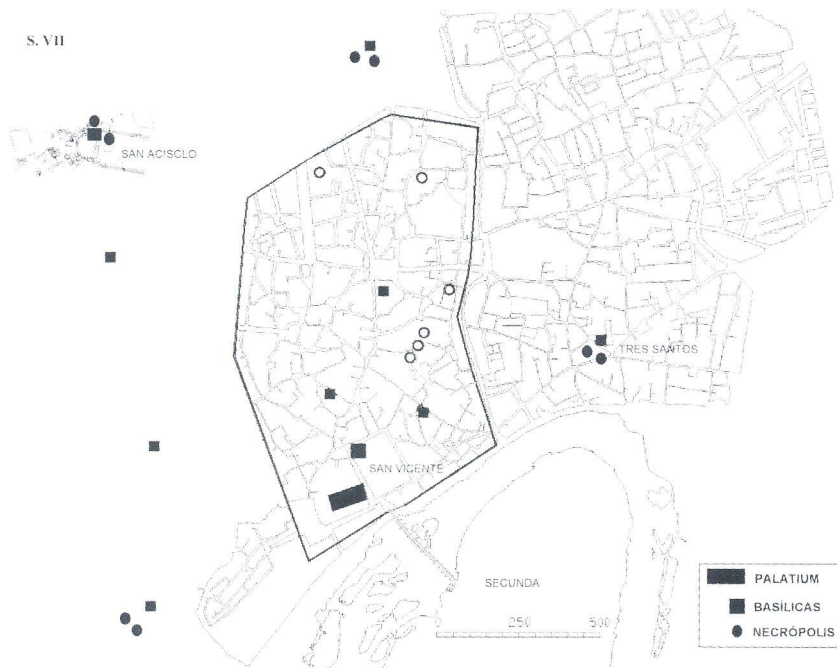 S. VII
SAN ACISCLO
TRES SANTOS
SAN VICENTE
SECUNDA
250 500
PALATIUM
BASÍLICAS
NECRÓPOLIS